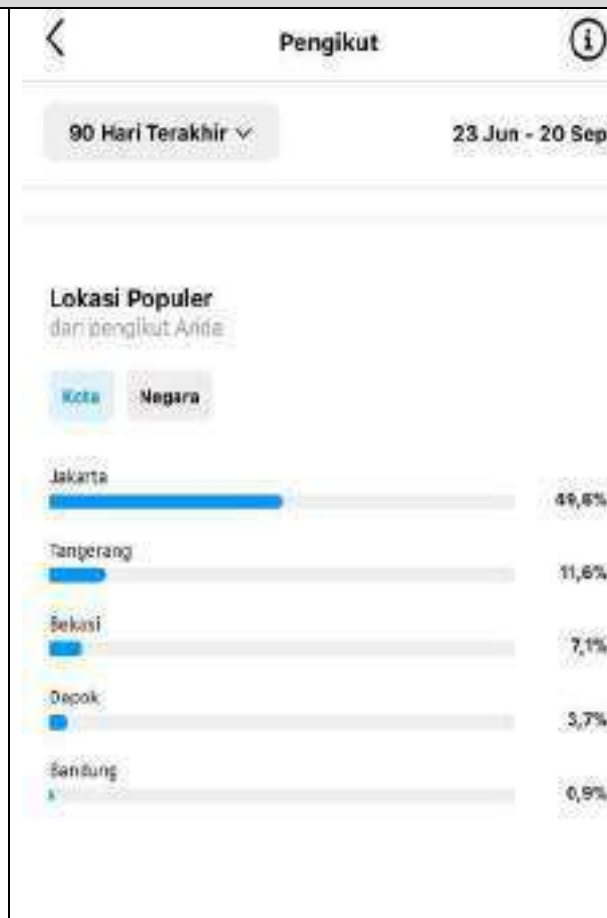 Pengikut
90 Hari Terakhir
23 Jun - 20 Sep
Lokasi Populer
dari pengikut Anda
Kota Negara
Jakarta
49,6%
Tangerang
11,6%
Bekasi
7,1%
Depok
3,7%
Bandung
0,9%